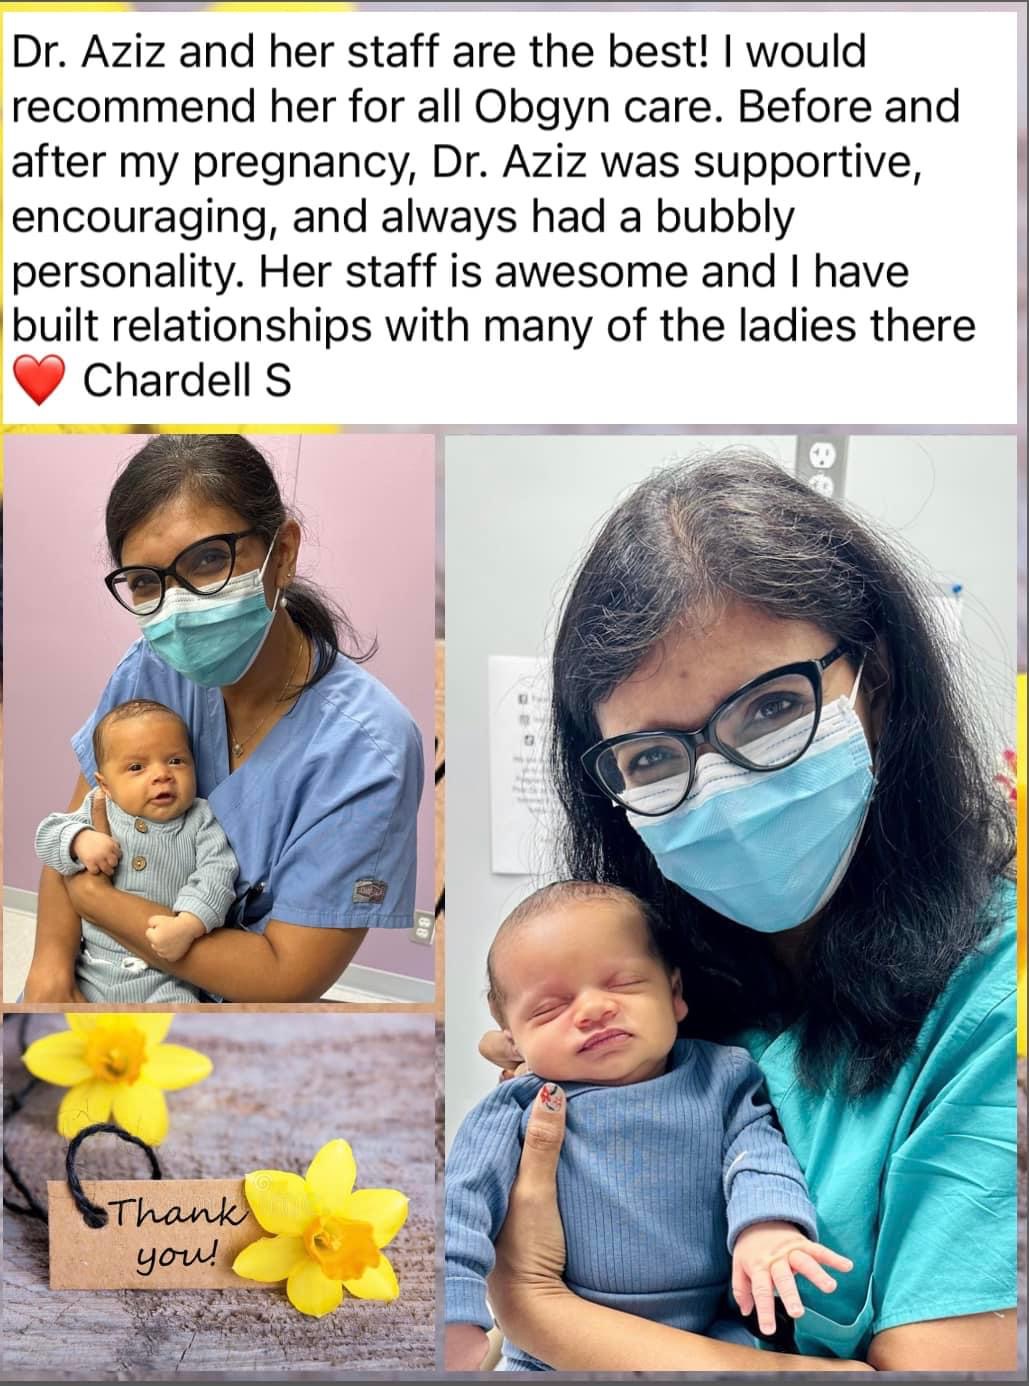 Dr. Aziz and her staff are the best! I would
recommend her for all Obgyn care. Before and
after my pregnancy, Dr. Aziz was supportive,
encouraging, and always had a bubbly
personality. Her staff is awesome and I have
built relationships with many of the ladies there
❤️ Chardell S
Thank
you!